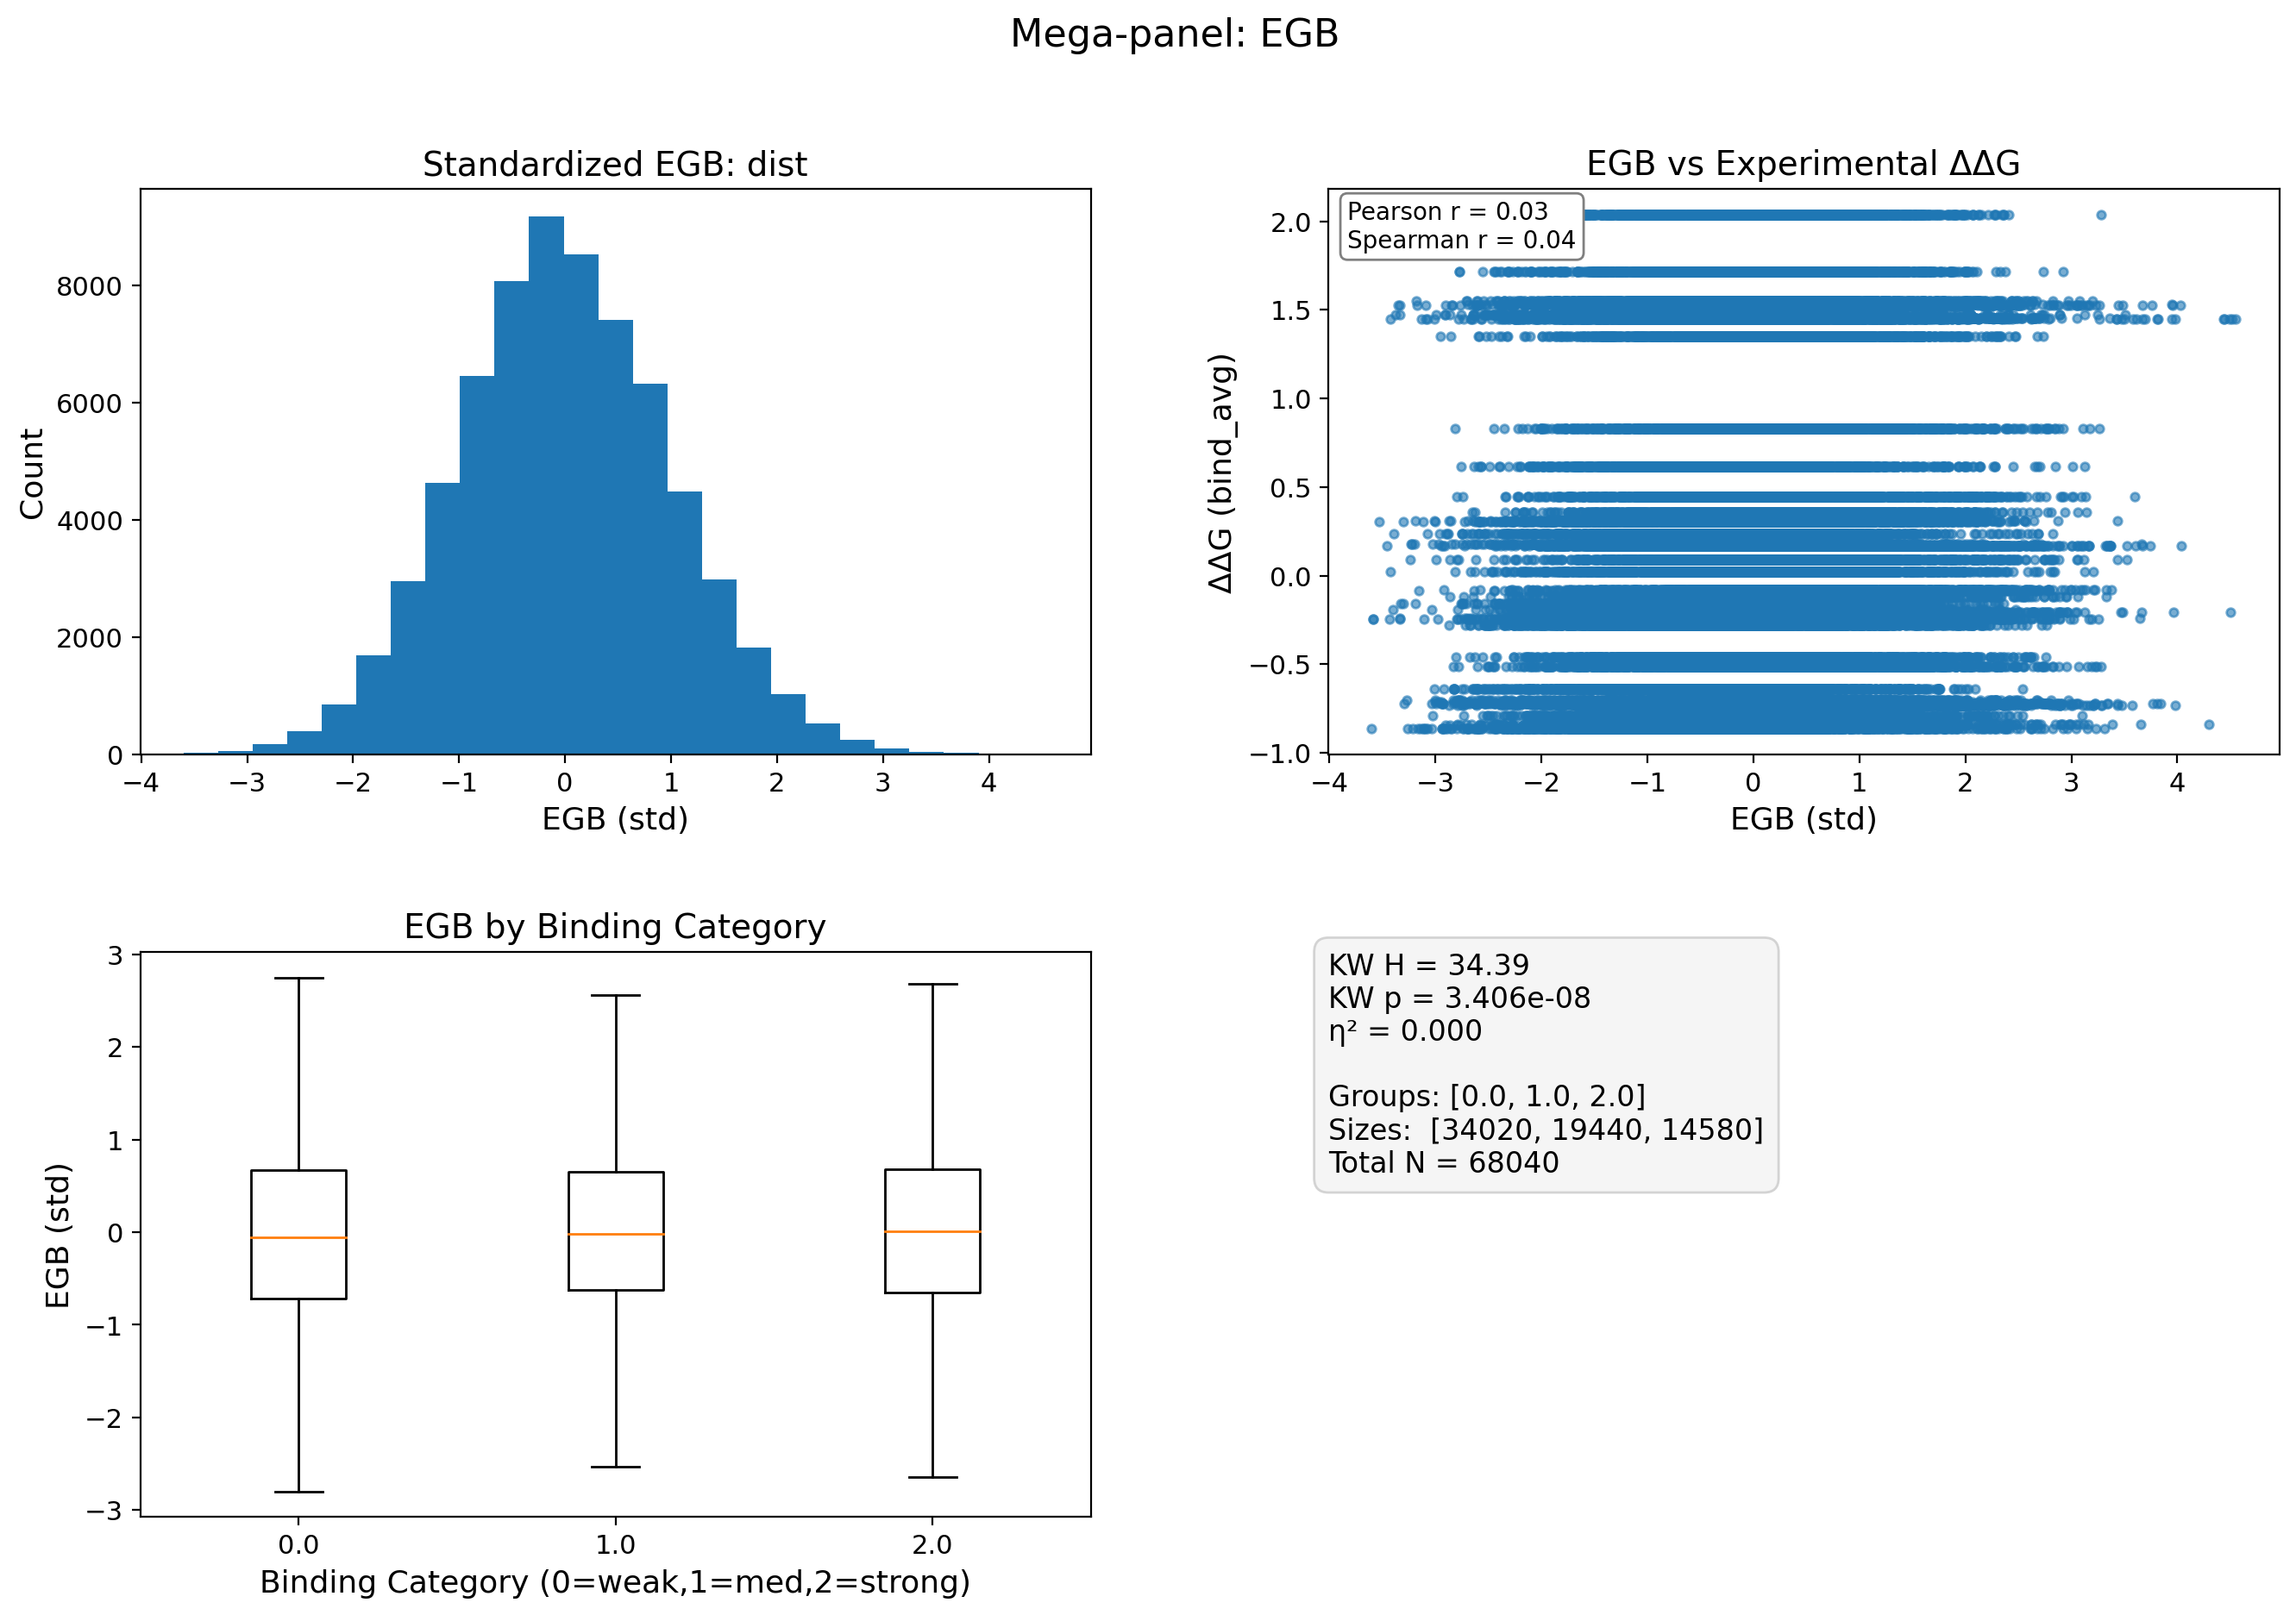 Mega-panel: EGB
Standardized EGB: dist
Count
8000
6000
4000
2000
0
−4 −3 −2 −1 0 1 2 3 4
EGB (std)
EGB vs Experimental ΔΔG
Pearson r = 0.03
Spearman r = 0.04
ΔΔG (bind_avg)
2.0
1.5
1.0
0.5
0.0
−0.5
−1.0
−4 −3 −2 −1 0 1 2 3 4
EGB (std)
EGB by Binding Category
EGB (std)
3
2
1
0
−1
−2
−3
0.0 1.0 2.0
Binding Category (0=weak,1=med,2=strong)
KW H = 34.39
KW p = 3.406e-08
η² = 0.000
Groups: [0.0, 1.0, 2.0]
Sizes: [34020, 19440, 14580]
Total N = 68040